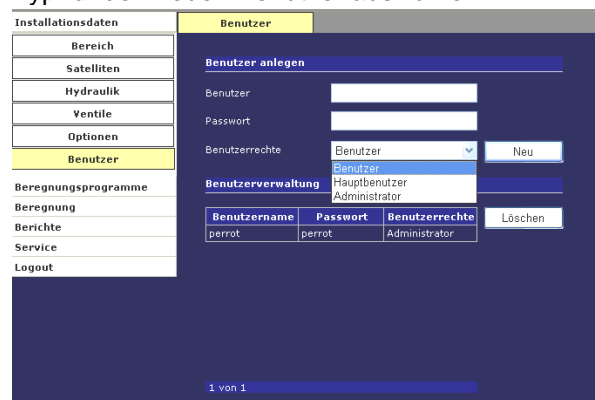 Installationsdaten
Benutzer
Bereich
Satelliten
Hydraulik
Ventile
Optionen
Benutzer
Beregnungsprogramme
Beregnung
Berichte
Service
Logout
Benutzer anlegen
Benutzer
Passwort
Benutzerrechte
Benutzer
Neu
Benutzer
Hauptbenutzer
Administrator
Benutzerverwaltung
Benutzername Passwort Benutzerrechte
Löschen
perrot perrot Administrator
1 von 1